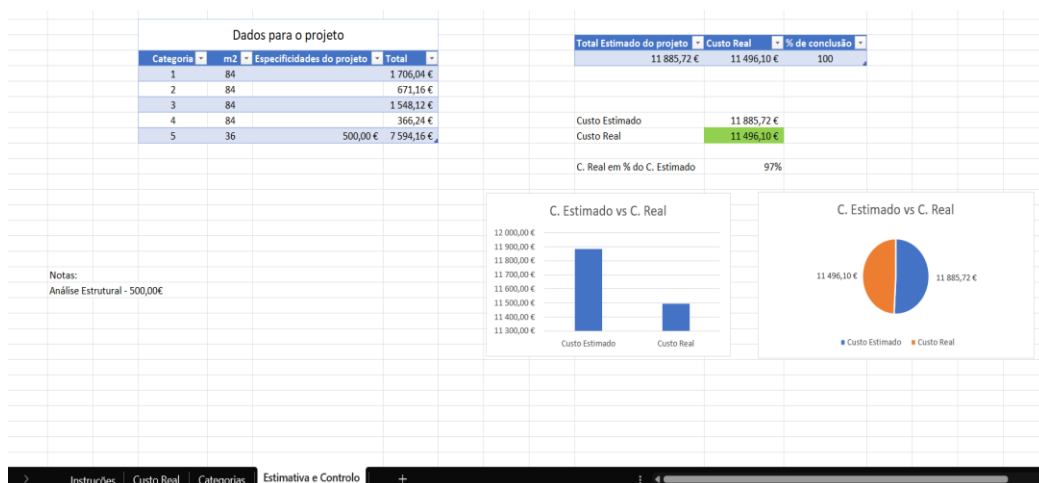 Dados para o projeto
Categoria m2 Especificidades do projeto Total
1 84 1 706,04 €
2 84 671,16 €
3 84 1 548,12 €
4 84 366,24 €
5 36 500,00 € 7 594,16 €
Notas:
Análise Estrutural - 500,00€
Total Estimado do projeto Custo Real % de conclusão
11 885,72 € 11 496,10 € 100
Custo Estimado 11 885,72 €
Custo Real 11 496,10 €
C. Real em % do C. Estimado 97%
C. Estimado vs C. Real
12 000,00 €
11 900,00 €
11 800,00 €
11 700,00 €
11 600,00 €
11 500,00 €
11 400,00 €
11 300,00 €
Custo Estimado Custo Real
C. Estimado vs C. Real
11 496,10 € 11 885,72 €
Custo Estimado Custo Real
Instruções Custo Real Categorias Estimativa e Controlo +